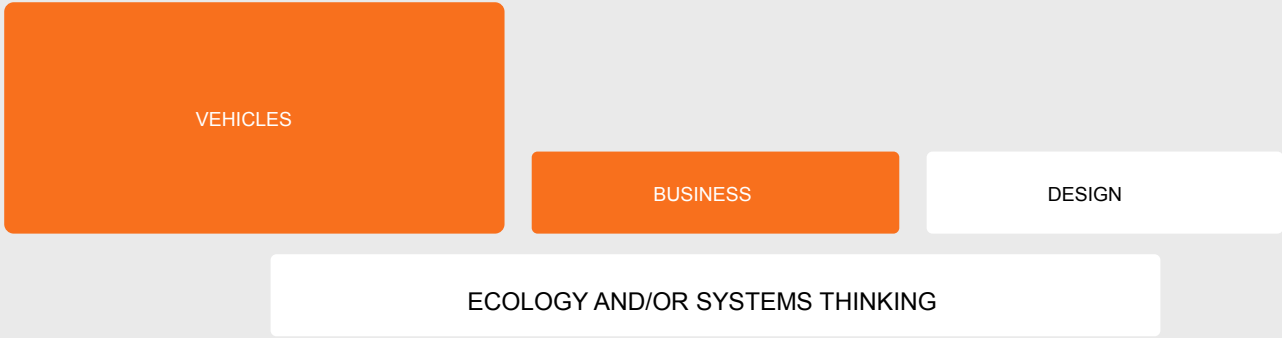 VEHICLES
BUSINESS
DESIGN
ECOLOGY AND/OR SYSTEMS THINKING